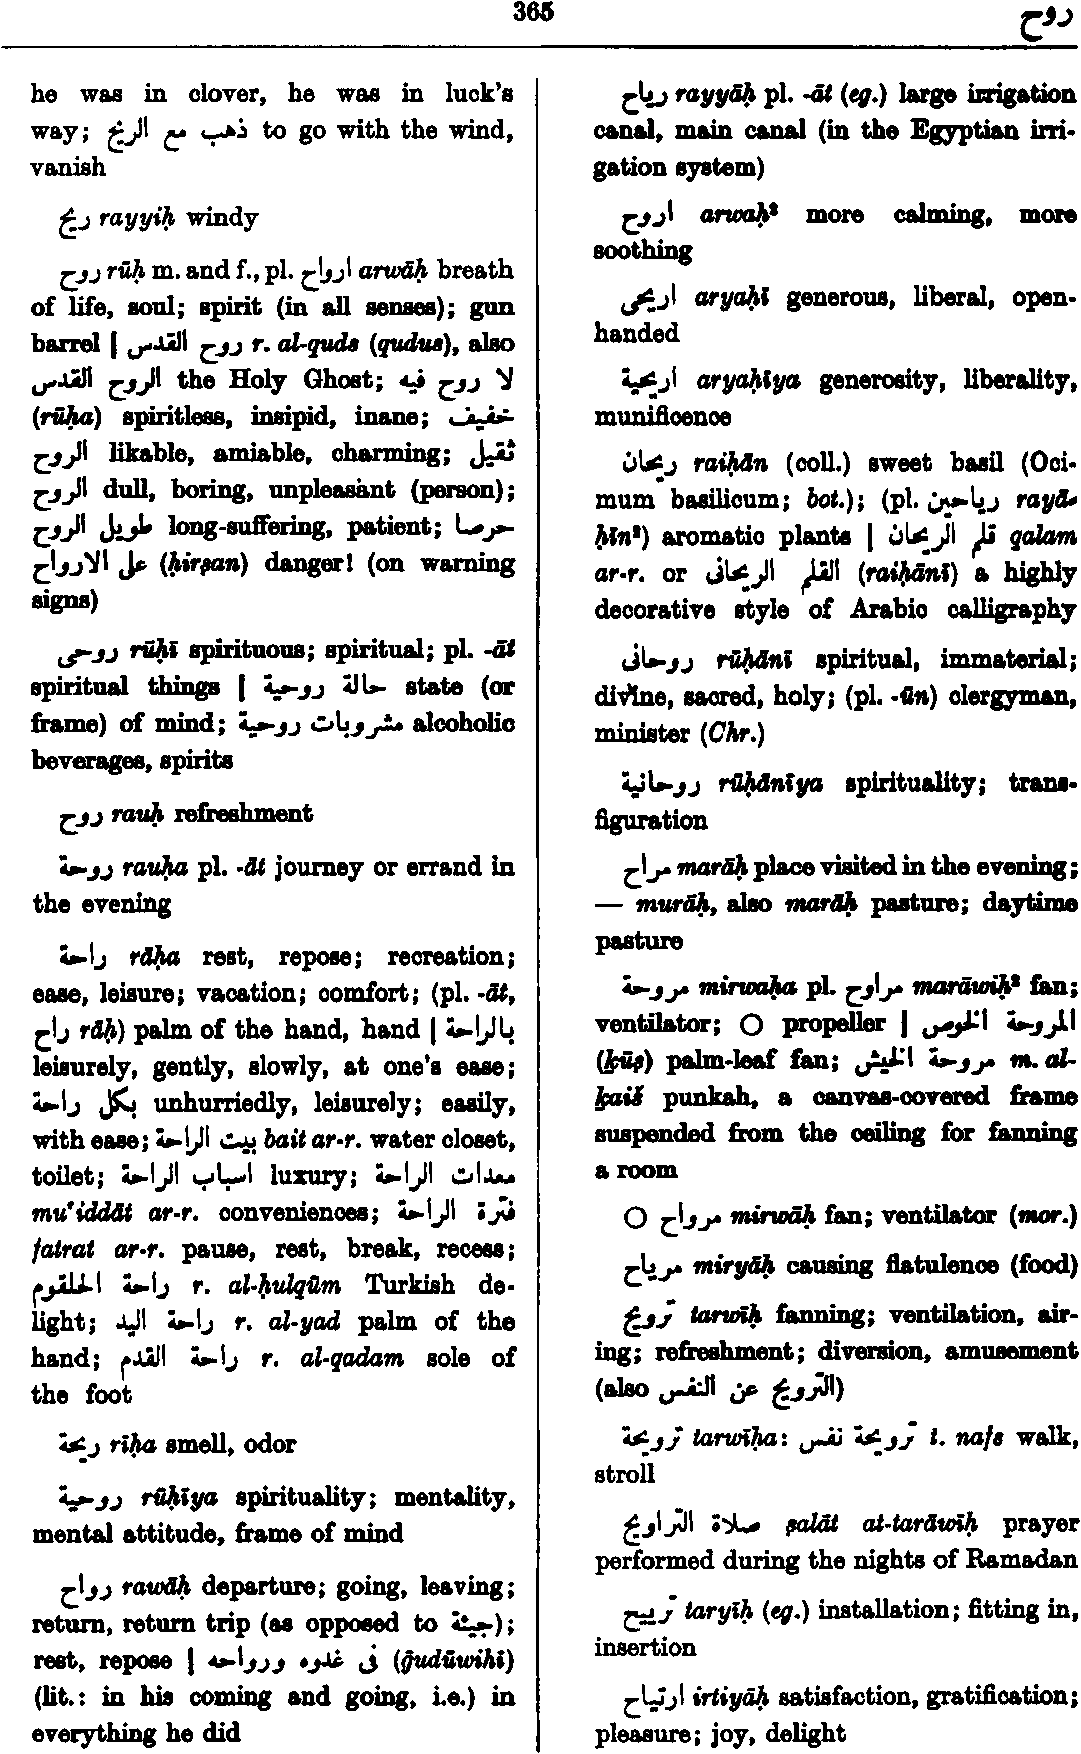 365
روح
he was in clover, he was in luck's
way; ذهب مع الريح to go with the wind,
vanish
ريح rayyiḥ windy
روح rūḥ m. and f., pl. ارواح arwāḥ breath
of life, soul; spirit (in all senses); gun
barrel | روح القدس r. al-quds (qudus), also
الروح القدس the Holy Ghost; لا روح فيه
(rūḥa) spiritless, insipid, inane; خفيف
الروح likable, amiable, charming; ثقيل
الروح dull, boring, unpleasant (person);
طويل الروح long-suffering, patient; حرصا
على الارواح (ḥirṣan) danger! (on warning
signs)
روحى rūḥī spirituous; spiritual; pl. -āt
spiritual things | حالة روحية state (or
frame) of mind; مشروبات روحية alcoholic
beverages, spirits
روح rauḥ refreshment
روحة rauḥa pl. -āt journey or errand in
the evening
راحة rāḥa rest, repose; recreation;
ease, leisure; vacation; comfort; (pl. -āt,
راح rāḥ) palm of the hand, hand | بالراحة
leisurely, gently, slowly, at one's ease;
بكل راحة unhurriedly, leisurely; easily,
with ease; بيت الراحة bait ar-r. water closet,
toilet; اسباب الراحة luxury; معدات الراحة
mu'iddāt ar-r. conveniences; فترة الراحة
fatrat ar-r. pause, rest, break, recess;
راحة الحلقوم r. al-ḥulqūm Turkish de-
light; راحة اليد r. al-yad palm of the
hand; راحة القدم r. al-qadam sole of
the foot
ريحة rīḥa smell, odor
روحية rūḥīya spirituality; mentality,
mental attitude, frame of mind
رواح rawāḥ departure; going, leaving;
return, return trip (as opposed to جيئة);
rest, repose | فى غدوه ورواحه (ḡudūwihī)
(lit.: in his coming and going, i.e.) in
everything he did
رياح rayyāḥ pl. -āt (eg.) large irrigation
canal, main canal (in the Egyptian irri-
gation system)
اروح arwaḥ² more calming, more
soothing
اريحى aryaḥī generous, liberal, open-
handed
اريحية aryaḥīya generosity, liberality,
munificence
ريحان raiḥān (coll.) sweet basil (Oci-
mum basilicum; bot.); (pl. رياحين rayā-
ḥīn²) aromatic plants | قلم الريحان qalam
ar-r. or القلم الريحانى (raiḥānī) a highly
decorative style of Arabic calligraphy
روحانى rūḥānī spiritual, immaterial;
divine, sacred, holy; (pl. -ūn) clergyman,
minister (Chr.)
روحانية rūḥānīya spirituality; trans-
figuration
مراح marāḥ place visited in the evening;
— murāḥ, also marāḥ pasture; daytime
pasture
مروحة mirwaḥa pl. مراوح marāwiḥ² fan;
ventilator; ○ propeller | المروحة الخوص
(ḵūṣ) palm-leaf fan; مروحة الخيش m. al-
ḵaiš punkah, a canvas-covered frame
suspended from the ceiling for fanning
a room
○ مرواح mirwāḥ fan; ventilator (mor.)
مرياح miryāḥ causing flatulence (food)
ترويح tarwīḥ fanning; ventilation, air-
ing; refreshment; diversion, amusement
(also الترويح عن النفس)
ترويحة tarwīḥa: ترويحة نفس t. nafs walk,
stroll
صلاة التراويح ṣalāt at-tarāwīḥ prayer
performed during the nights of Ramadan
ترييح taryīḥ (eg.) installation; fitting in,
insertion
ارتياح irtiyāḥ satisfaction, gratification;
pleasure; joy, delight